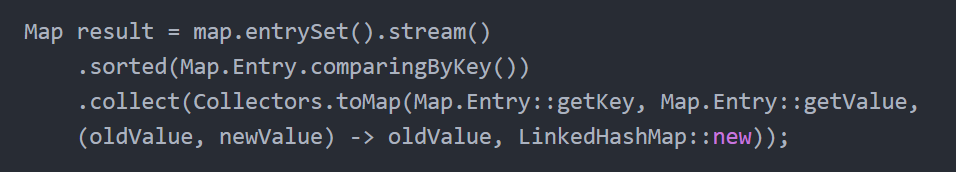 Map result = map.entrySet().stream()
    .sorted(Map.Entry.comparingByKey())
    .collect(Collectors.toMap(Map.Entry::getKey, Map.Entry::getValue,
    (oldValue, newValue) -> oldValue, LinkedHashMap::new));